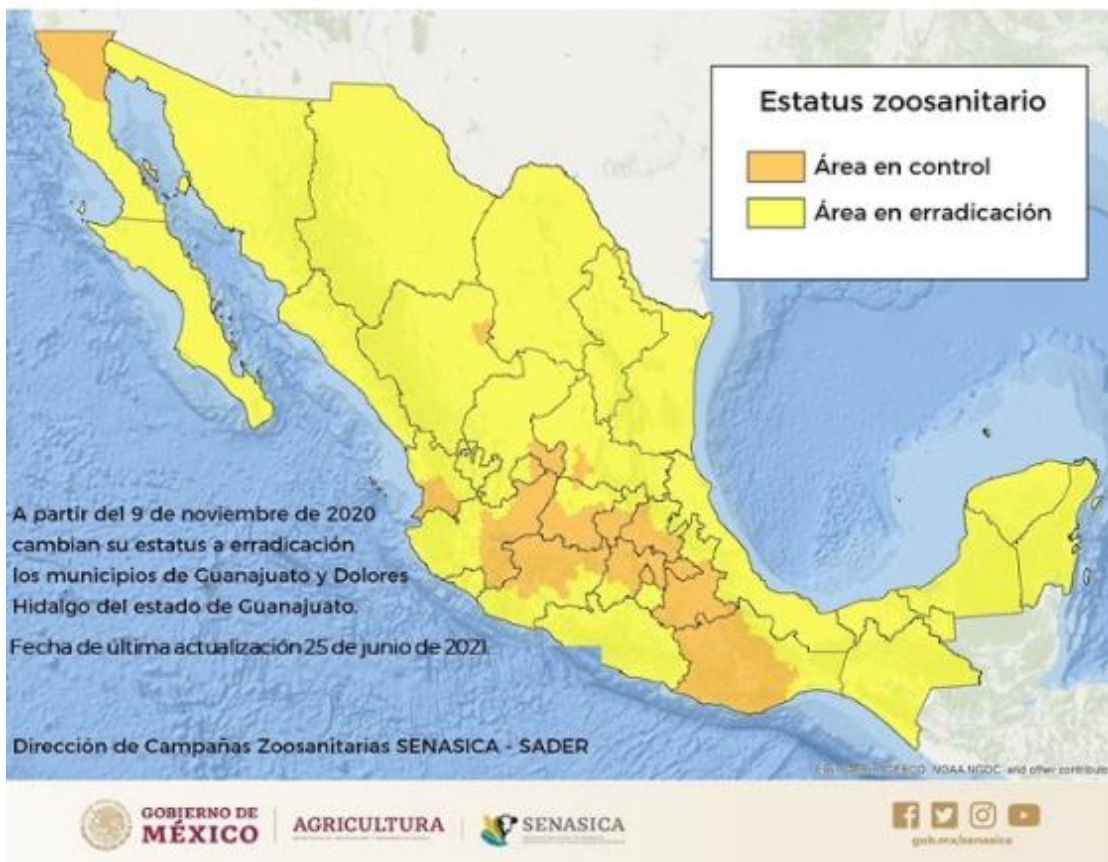 Estatus zoosanitario
Área en control
Área en erradicación
A partir del 9 de noviembre de 2020
cambian su estatus a erradicación
los municipios de Guanajuato y Dolores
Hidalgo del estado de Guanajuato.
Fecha de última actualización 25 de junio de 2021.
Dirección de Campañas Zoosanitarias SENASICA - SADER
GEBCO, NOAA NGDC, and other contributo
GOBIERNO DE
MÉXICO
AGRICULTURA
SENASICA
gob.mx/senasica